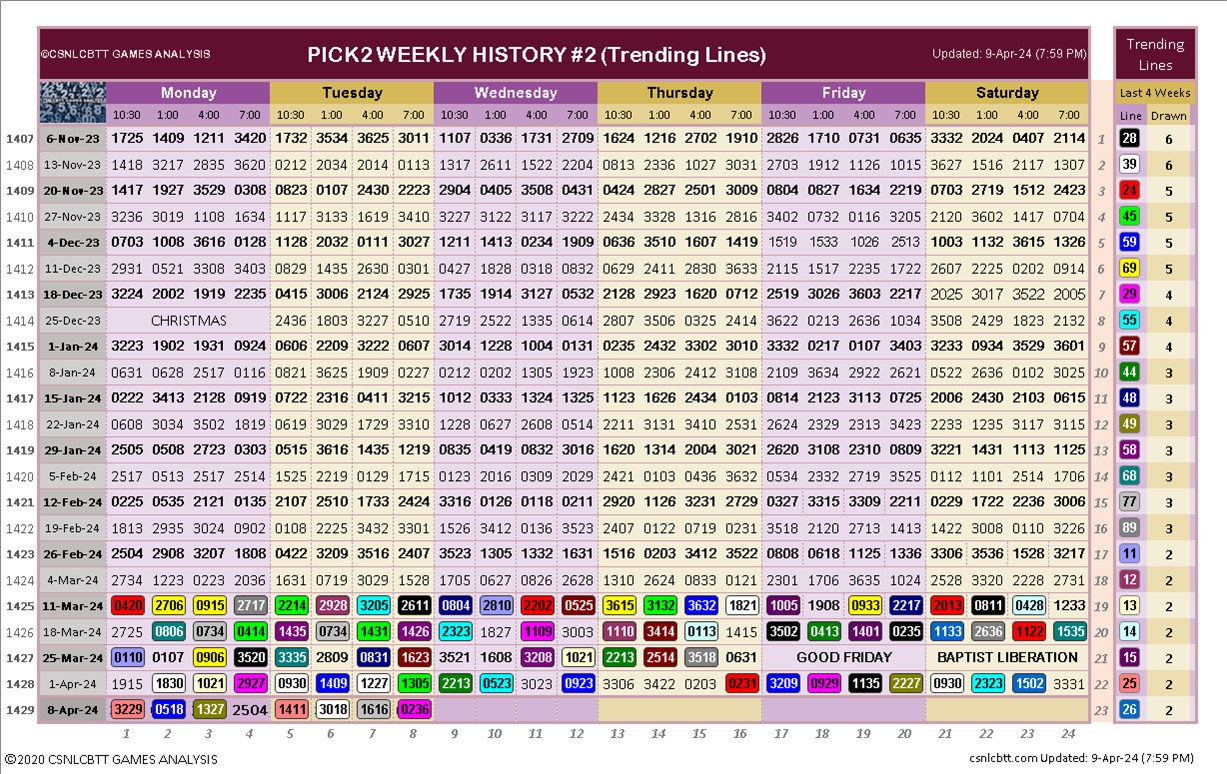 ©CSNLCBTT GAMES ANALYSIS PICK2 WEEKLY HISTORY #2 (Trending Lines) Updated: 9-Apr-24 (7:59 PM) Trending Lines
Monday Tuesday Wednesday Thursday Friday Saturday Last 4 Weeks
10:30 1:00 4:00 7:00 10:30 1:00 4:00 7:00 10:30 1:00 4:00 7:00 10:30 1:00 4:00 7:00 10:30 1:00 4:00 7:00 10:30 1:00 4:00 7:00 Line Drawn
1407 6-Nov-23 1725 1409 1211 3420 1732 3534 3625 3011 1107 0336 1731 2709 1624 1216 2702 1910 2826 1710 0731 0635 3332 2024 0407 2114 1 28 6
1408 13-Nov-23 1418 3217 2835 3620 0212 2034 2014 0113 1317 2611 1522 2204 0813 2336 1027 3031 2703 1912 1126 1015 3627 1516 2117 1307 2 39 6
1409 20-Nov-23 1417 1927 3529 0308 0823 0107 2430 2223 2904 0405 3508 0431 0424 2827 2501 3009 0804 0827 1634 2219 0703 2719 1512 2423 3 24 5
1410 27-Nov-23 3236 3019 1108 1634 1117 3133 1619 3410 3227 3122 3117 3222 2434 3328 1316 2816 3402 0732 0116 3205 2120 3602 1417 0704 4 45 5
1411 4-Dec-23 0703 1008 3616 0128 1128 2032 0111 3027 1211 1413 0234 1909 0636 3510 1607 1419 1519 1533 1026 2513 1003 1132 3615 1326 5 59 5
1412 11-Dec-23 2931 0521 3308 3403 0829 1435 2630 0301 0427 1828 0318 0832 0629 2411 2830 3633 2115 1517 2235 1722 2607 2225 0202 0914 6 69 5
1413 18-Dec-23 3224 2002 1919 2235 0415 3006 2124 2925 1735 1914 3127 0532 2128 2923 1620 0712 2519 3026 3603 2217 2025 3017 3522 2005 7 29 4
1414 25-Dec-23 CHRISTMAS 2436 1803 3227 0510 2719 2522 1335 0614 2807 3506 0325 2414 3622 0213 2636 1034 3508 2429 1823 2132 8 55 4
1415 1-Jan-24 3223 1902 1931 0924 0606 2209 3222 0607 3014 1228 1004 0131 0235 2432 3302 3010 3332 0217 0107 3403 3233 0934 3529 3601 9 57 4
1416 8-Jan-24 0631 0628 2517 0116 0821 3625 1909 0227 0212 0202 1305 1923 1008 2306 2412 3108 2109 3634 2922 2621 0522 2636 0102 3025 10 44 3
1417 15-Jan-24 0222 3413 2128 0919 0722 2316 0411 3215 1012 0333 1324 1325 1123 1626 2434 0103 0814 2123 3113 0725 2006 2430 2103 0615 11 48 3
1418 22-Jan-24 0608 3034 3502 1819 0619 3029 1729 3310 1228 0627 2608 0514 2211 3131 3410 2531 2624 2329 2313 3423 2233 1235 3117 3115 12 49 3
1419 29-Jan-24 2505 0508 2723 0303 0515 3616 1435 1219 0835 0416 0832 3016 1620 1314 2004 3021 2620 3108 2310 0809 3221 1431 1113 1125 13 58 3
1420 5-Feb-24 2517 0513 2517 2514 1525 2219 0129 1716 0123 2016 0309 2029 2421 0103 0436 3632 0534 2332 2719 3525 0112 1101 2514 1706 14 68 3
1421 12-Feb-24 0225 0535 2121 0135 2107 2510 1733 2424 3316 0126 0118 0211 2920 1126 3231 2729 0327 3315 3309 2211 0229 1722 2236 3006 15 77 3
1422 19-Feb-24 1813 2935 3024 0902 0108 2225 3432 3301 1526 3412 0136 3523 2407 0122 0719 0231 3518 2120 2713 1413 1422 3008 0110 3226 16 89 3
1423 26-Feb-24 2504 2908 3207 1808 0422 3209 3516 2407 3523 1305 1332 1631 1516 0203 3412 3522 0808 0618 1125 1336 3306 3536 1528 3217 17 11 2
1424 4-Mar-24 2734 1223 0223 2036 1631 0719 3029 1528 1705 0627 0826 2628 1310 2624 0833 0121 2301 1706 3635 1024 2528 3320 2228 2731 18 12 2
1425 11-Mar-24 0420 2706 0915 2717 2214 2928 3205 2611 0804 2810 2202 0525 3615 3132 3632 1821 1005 1908 0933 2217 2013 0811 0428 1233 19 13 2
1426 18-Mar-24 2725 0806 0734 0414 1435 0734 1431 1426 2323 1827 1109 3003 1110 3414 0113 1415 3502 0413 1401 0235 1133 2636 1122 1535 20 14 2
1427 25-Mar-24 0110 0107 0906 3520 3335 2809 0831 1623 3521 1608 3208 1021 2213 2514 3518 0631 GOOD FRIDAY BAPTIST LIBERATION 21 15 2
1428 1-Apr-24 1915 1830 1021 2927 0930 1409 1227 1305 2213 0523 3023 0923 3306 3422 0203 0231 3209 0929 1135 2227 0930 2323 1502 3331 22 25 2
1429 8-Apr-24 3229 0518 1327 2504 1411 3018 1616 0236 23 26 2
1 2 3 4 5 6 7 8 9 10 11 12 13 14 15 16 17 18 19 20 21 22 23 24
©2020 CSNLCBTT GAMES ANALYSIS csnlcbtt.com Updated: 9-Apr-24 (7:59 PM)